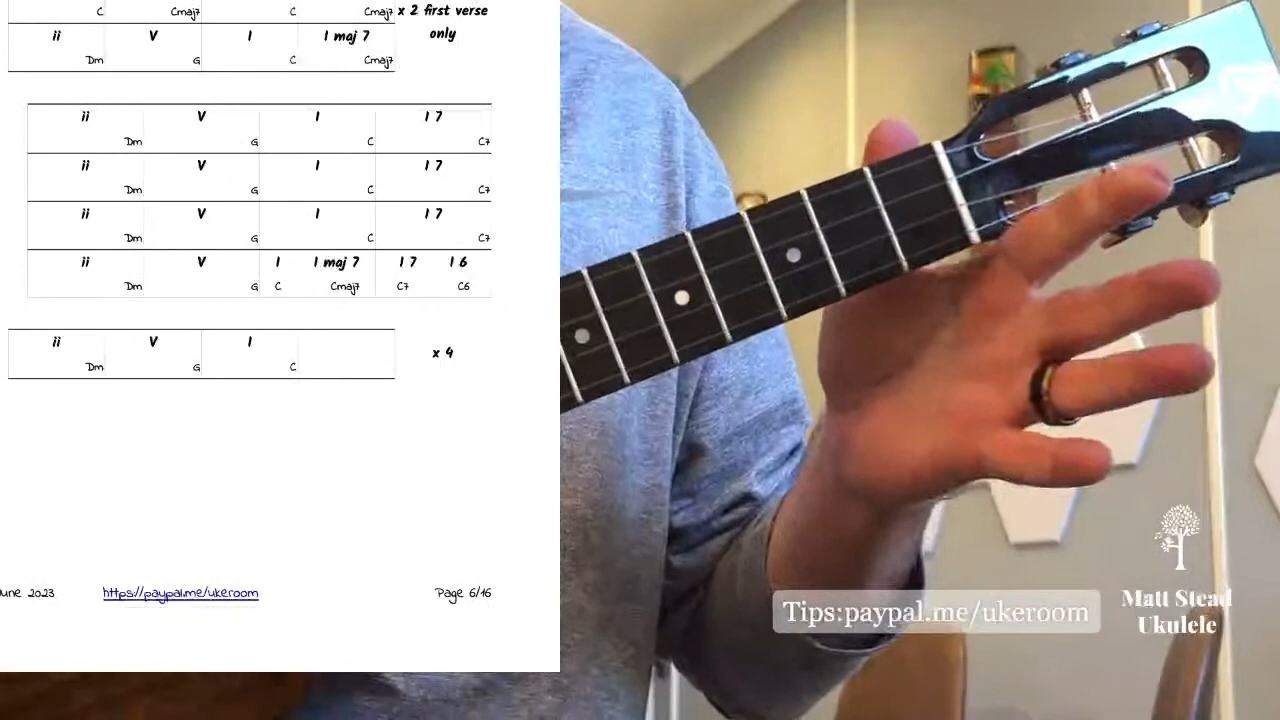 C Cmaj7 C Cmaj7 x 2 first verse
only
ii V I I maj 7
Dm G C Cmaj7
ii V I I 7
Dm G C C7
ii V I I 7
Dm G C C7
ii V I I 7
Dm G C C7
ii V I I maj 7 I 7 I 6
Dm G C Cmaj7 C7 C6
ii V I
x 4
Dm G C
une 2023 https://paypal.me/ukeroom Page 6/16
Tips:paypal.me/ukeroom
Matt Stead
Ukulele